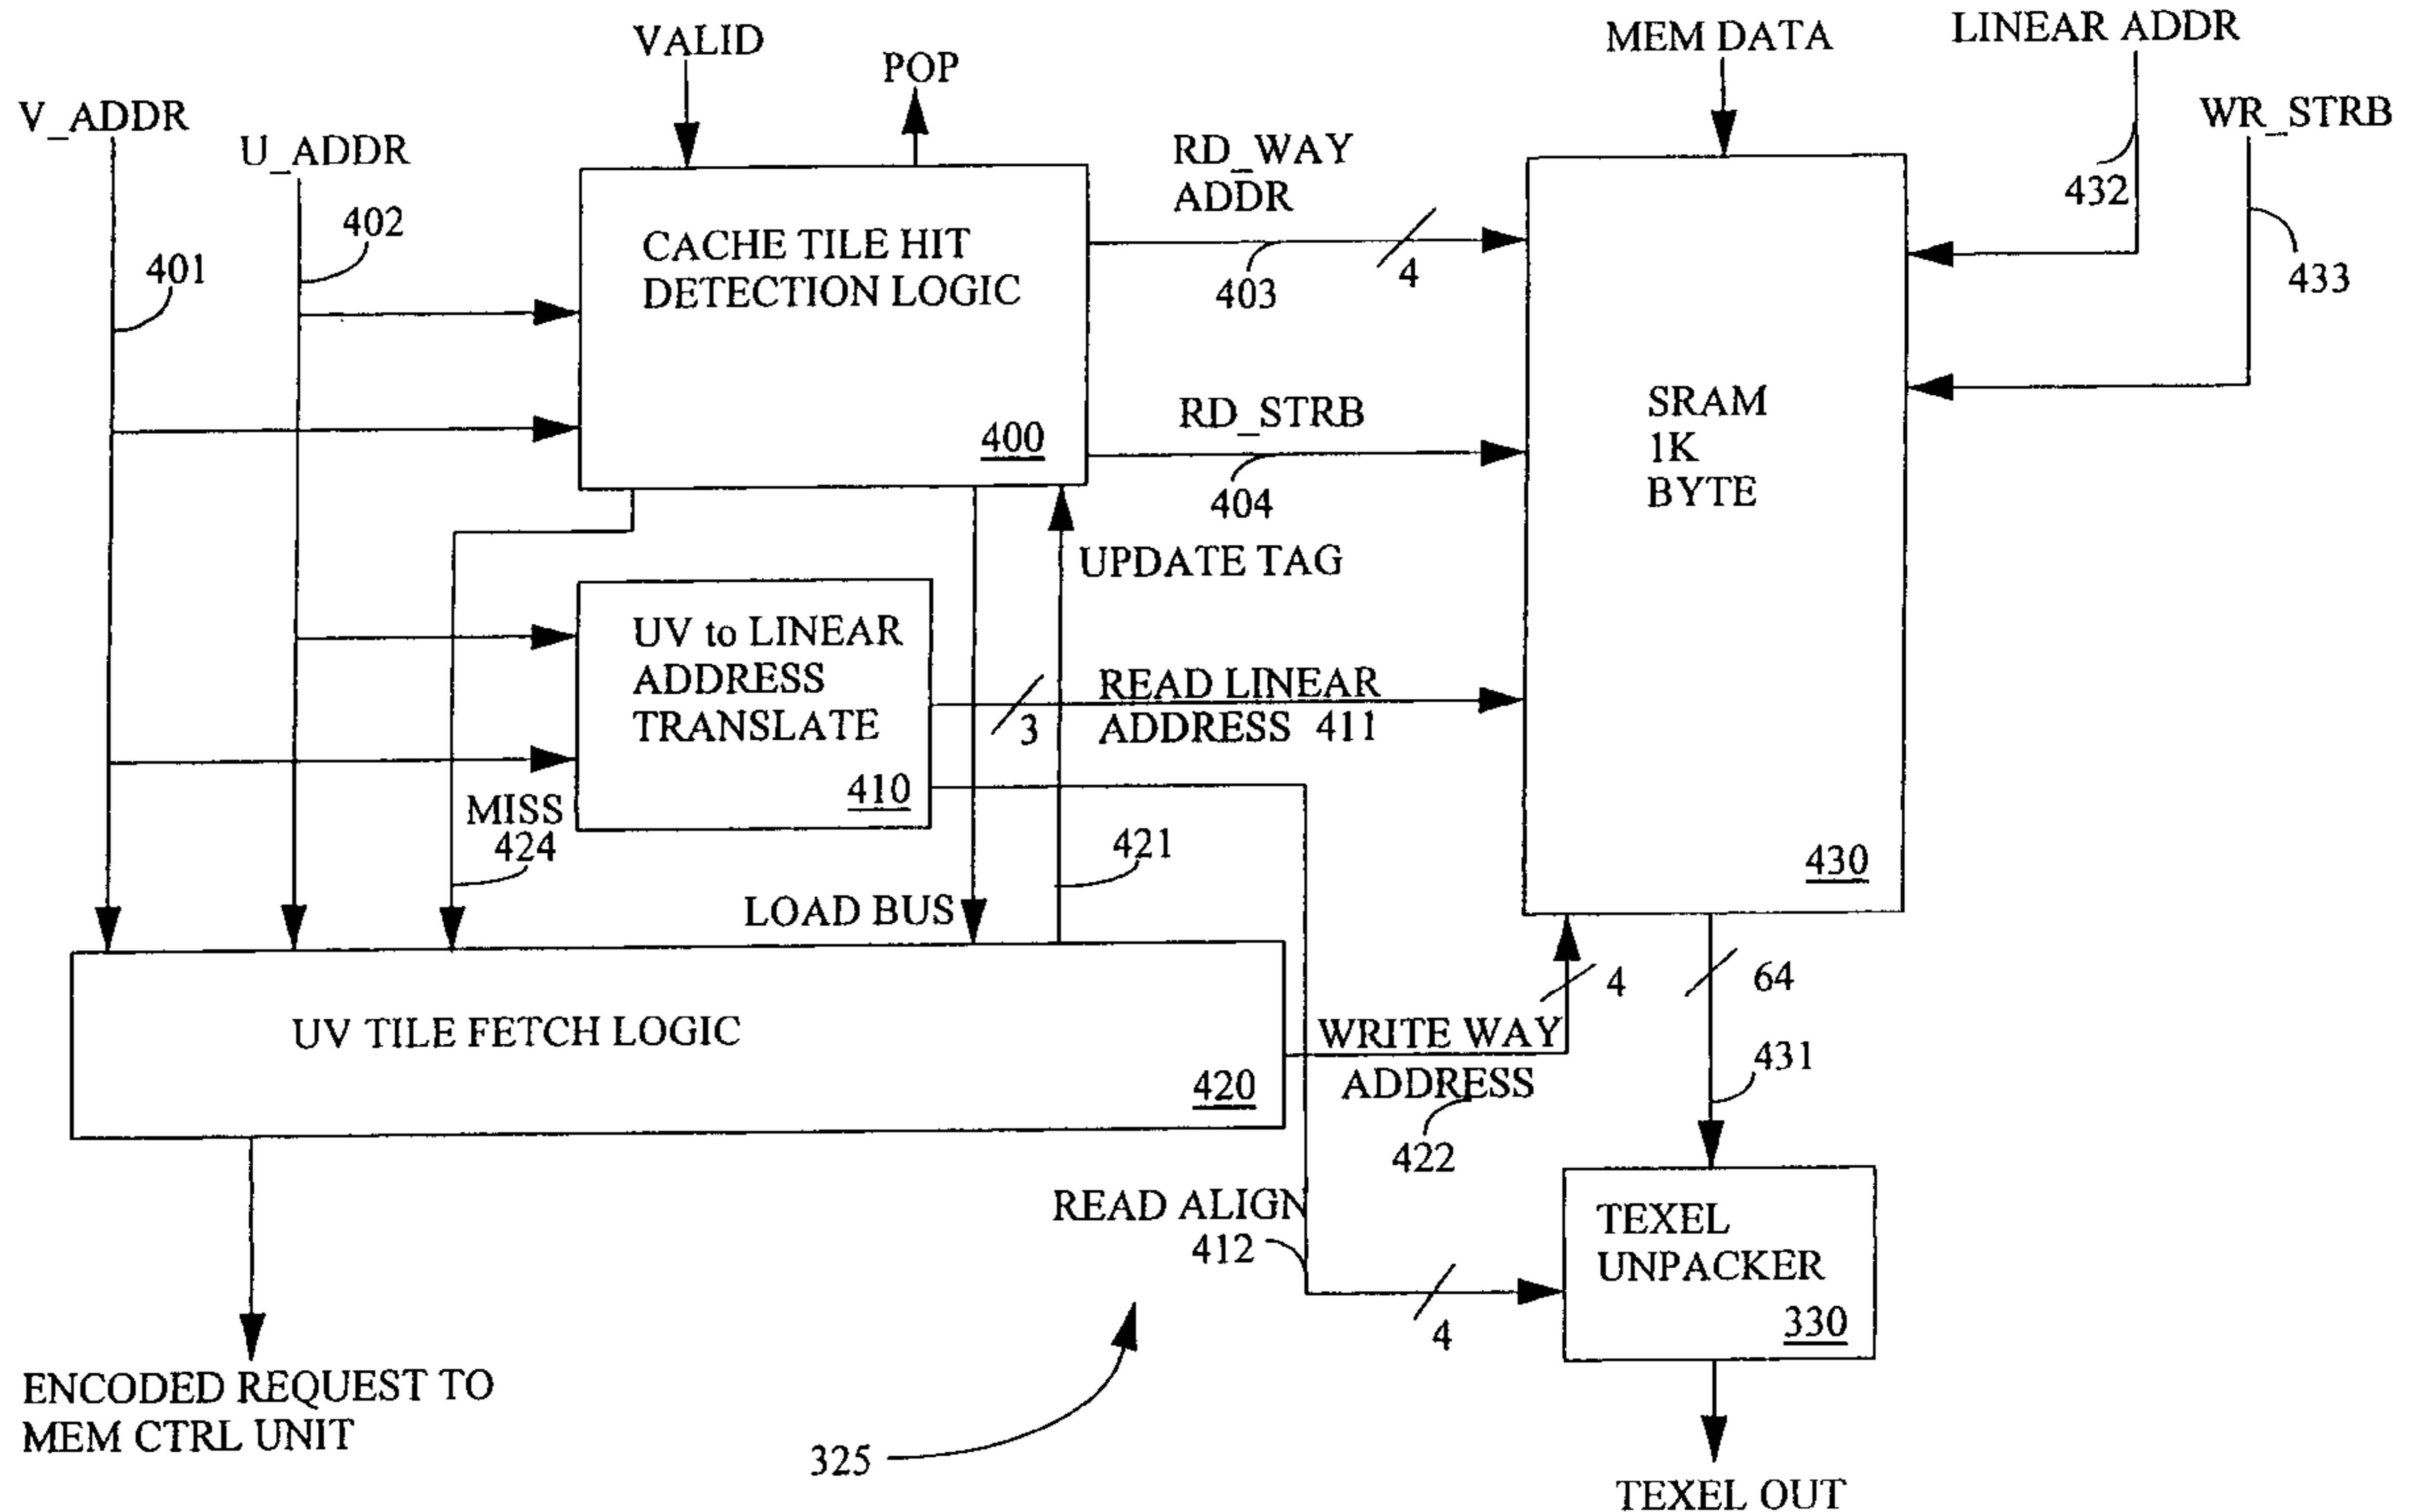 VALID
POP
MEM DATA
LINEAR ADDR
V_ADDR
U_ADDR
WR_STRB
RD_WAY
ADDR
432
402
401
CACHE TILE HIT
DETECTION LOGIC
403
4
433
400
RD_STRB
404
SRAM
1K
BYTE
UPDATE TAG
UV to LINEAR
ADDRESS
TRANSLATE
410
3
READ LINEAR
ADDRESS 411
MISS
424
421
430
LOAD BUS
4
64
UV TILE FETCH LOGIC
420
WRITE WAY
ADDRESS
422
431
READ ALIGN
412
4
TEXEL
UNPACKER
330
ENCODED REQUEST TO
MEM CTRL UNIT
325
TEXEL OUT